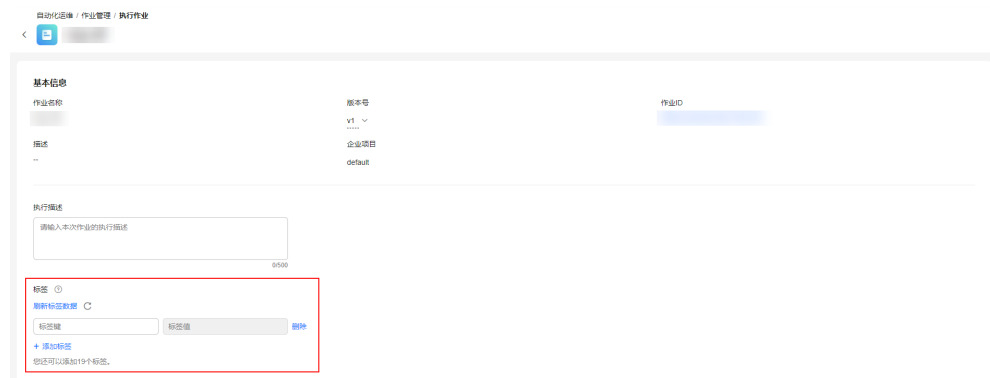 自动化运维 / 作业管理 / 执行作业
基本信息
作业名称
版本号
作业ID
v1
描述
企业项目
--
default
执行描述
请输入本次作业的执行描述
0/500
标签
刷新标签数据
标签键
标签值
删除
+ 添加标签
您还可以添加19个标签。